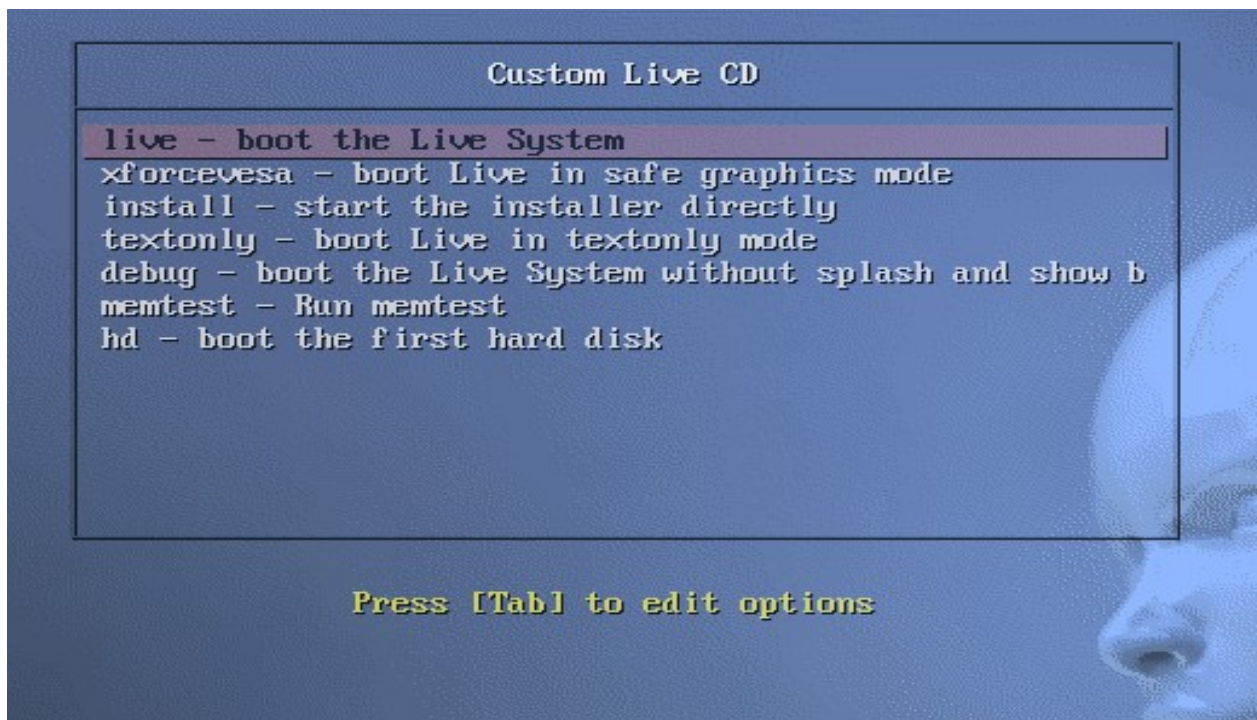 Custom Live CD
live - boot the Live System
xforcevesa - boot Live in safe graphics mode
install - start the installer directly
textonly - boot Live in textonly mode
debug - boot the Live System without splash and show b
memtest - Run memtest
hd - boot the first hard disk
Press [Tab] to edit options